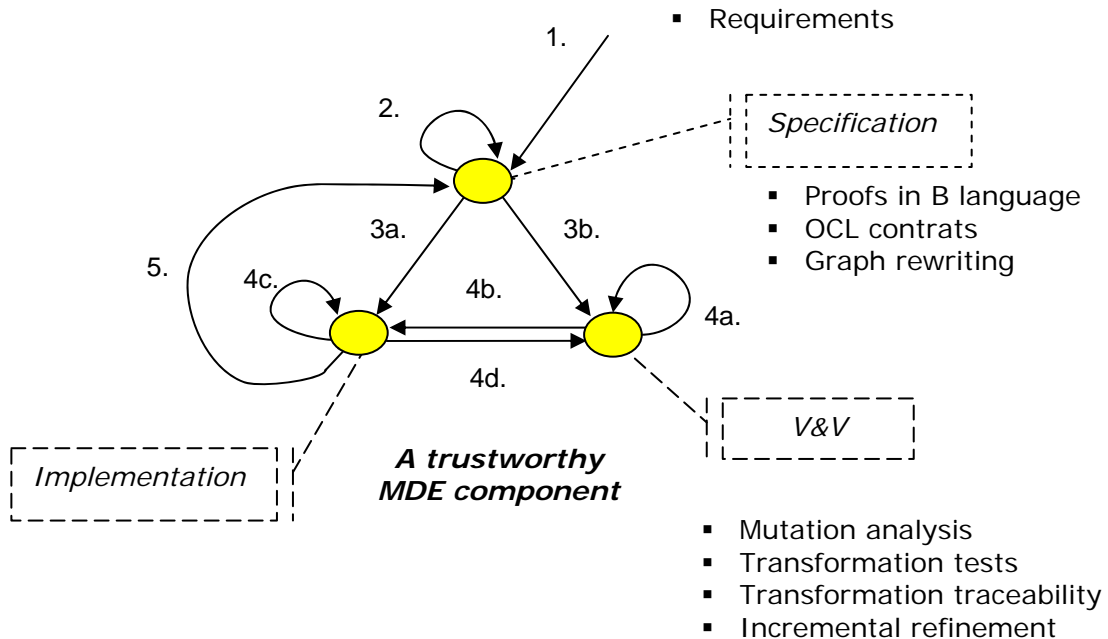 ▪ Requirements
1.
2.
Specification
▪ Proofs in B language
▪ OCL contrats
▪ Graph rewriting
3a.
3b.
5.
4c.
4b.
4a.
4d.
V&V
Implementation
A trustworthy
MDE component
▪ Mutation analysis
▪ Transformation tests
▪ Transformation traceability
▪ Incremental refinement